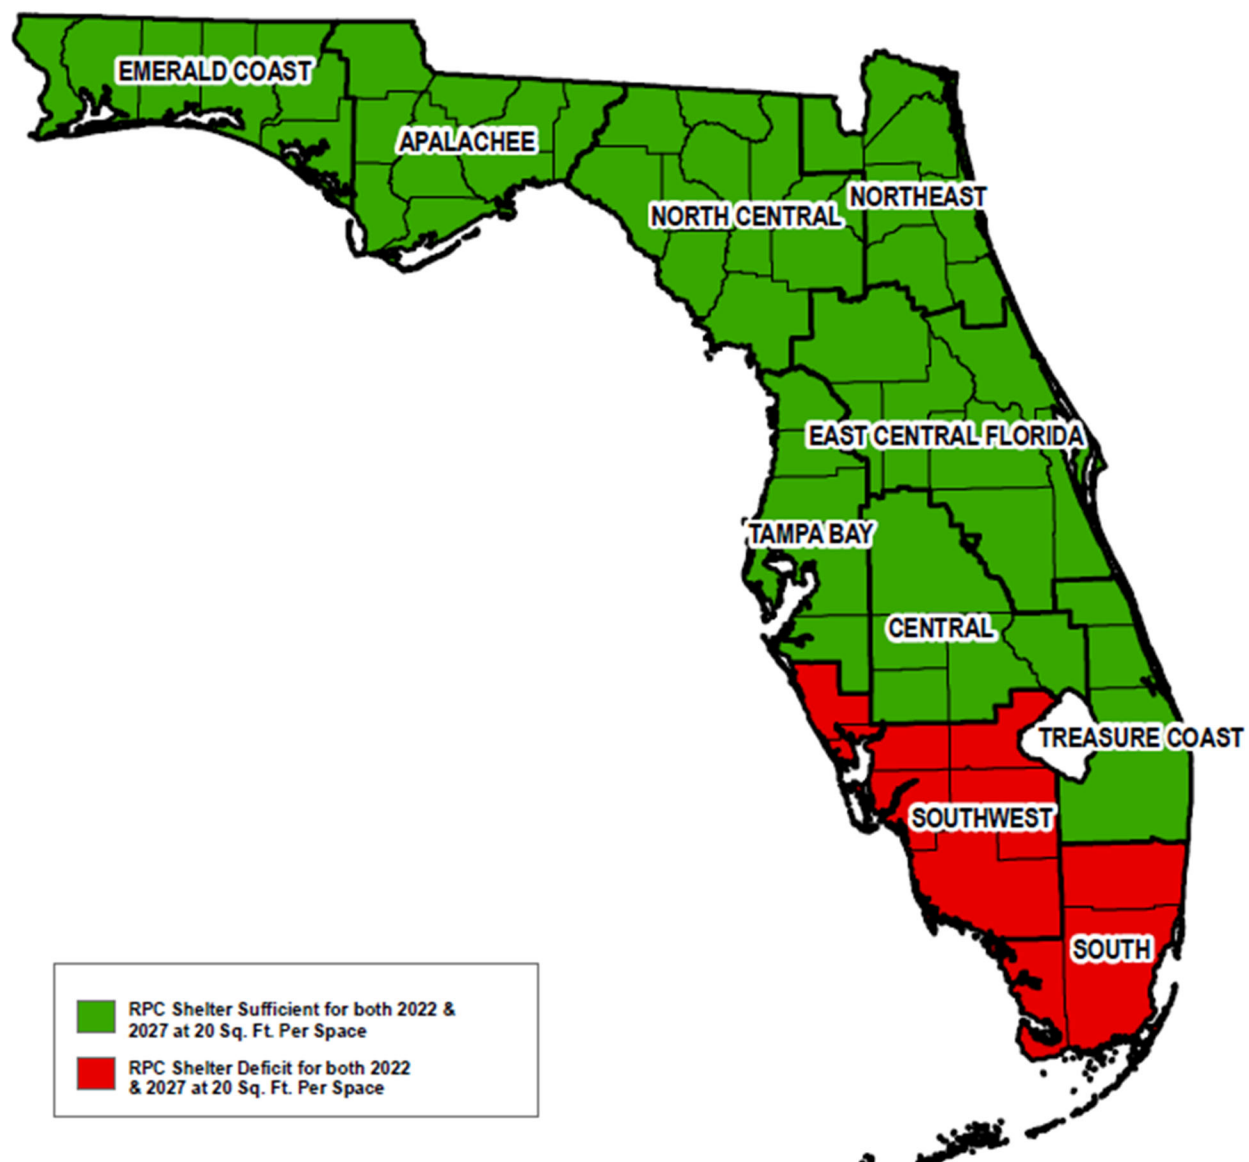 EMERALD COAST
APALACHEE
NORTH CENTRAL
NORTHEAST
EAST CENTRAL FLORIDA
TAMPA BAY
CENTRAL
TREASURE COAST
SOUTHWEST
SOUTH
RPC Shelter Sufficient for both 2022 &
2027 at 20 Sq. Ft. Per Space
RPC Shelter Deficit for both 2022
& 2027 at 20 Sq. Ft. Per Space